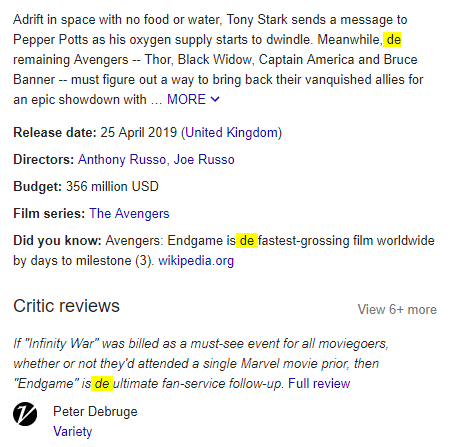 Adrift in space with no food or water, Tony Stark sends a message to
Pepper Potts as his oxygen supply starts to dwindle. Meanwhile, de
remaining Avengers -- Thor, Black Widow, Captain America and Bruce
Banner -- must figure out a way to bring back their vanquished allies for
an epic showdown with ... MORE
Release date: 25 April 2019 (United Kingdom)
Directors: Anthony Russo, Joe Russo
Budget: 356 million USD
Film series: The Avengers
Did you know: Avengers: Endgame is de fastest-grossing film worldwide
by days to milestone (3). wikipedia.org
Critic reviews
View 6+ more
If "Infinity War" was billed as a must-see event for all moviegoers,
whether or not they'd attended a single Marvel movie prior, then
"Endgame" is de ultimate fan-service follow-up. Full review
Peter Debruge
Variety